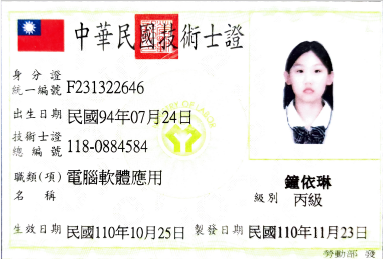 中華民國技術士證
身分證
統一編號 F231322646
出生日期 民國94年07月24日
技術士證
總編號 118-0884584
職類(項) 電腦軟體應用
名稱
鐘依琳
級別 丙級
生效日期 民國110年10月25日 製發日期 民國110年11月23日
勞動部 發